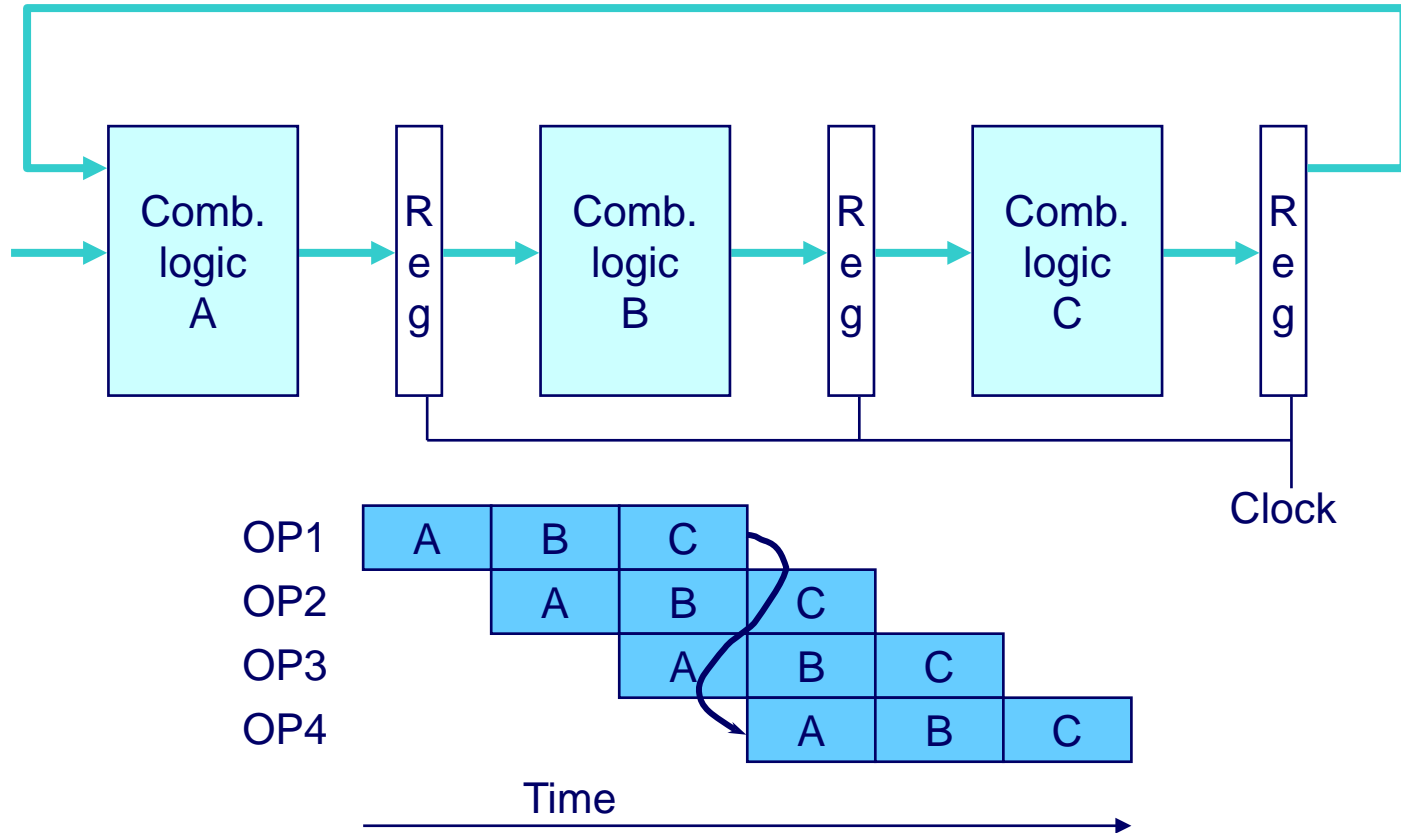 Comb.
logic
A
R
e
g
Comb.
logic
B
R
e
g
Comb.
logic
C
R
e
g
Clock
OP1 A B C
OP2 A B C
OP3 A B C
OP4 A B C
Time